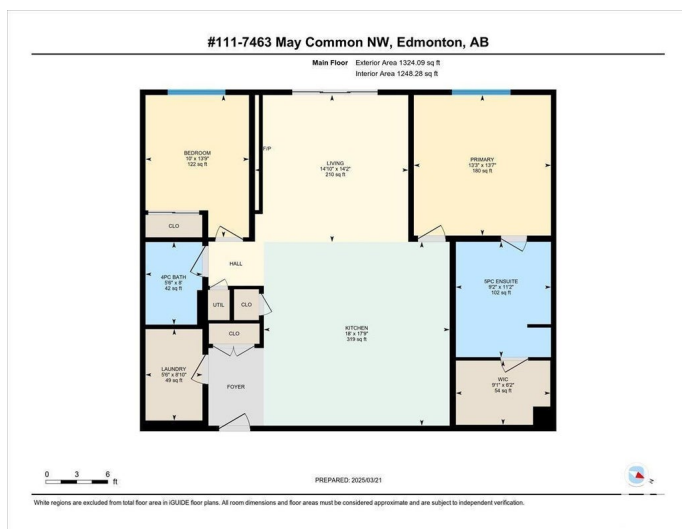 #111-7463 May Common NW, Edmonton, AB
Main Floor Exterior Area 1324.09 sq ft
Interior Area 1248.28 sq ft
BEDROOM
10' x 13'9"
122 sq ft
F/P
LIVING
14'10" x 14'2"
210 sq ft
PRIMARY
13'3" x 13'7"
180 sq ft
CLO
HALL
4PC BATH
5'6" x 8'
42 sq ft
5PC ENSUITE
9'2" x 11'2"
102 sq ft
UTIL
CLO
CLO
KITCHEN
18' x 17'9"
319 sq ft
LAUNDRY
5'6" x 8'10"
49 sq ft
FOYER
WIC
9'1" x 6'2"
54 sq ft
0 3 6
ft
PREPARED: 2025/03/21
N
White regions are excluded from total floor area in iGUIDE floor plans. All room dimensions and floor areas must be considered approximate and are subject to independent verification.